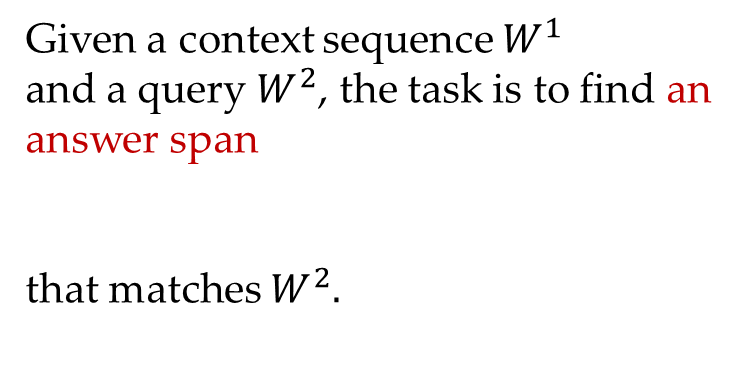 Given a context sequence W¹
and a query W², the task is to find an
answer span
that matches W².